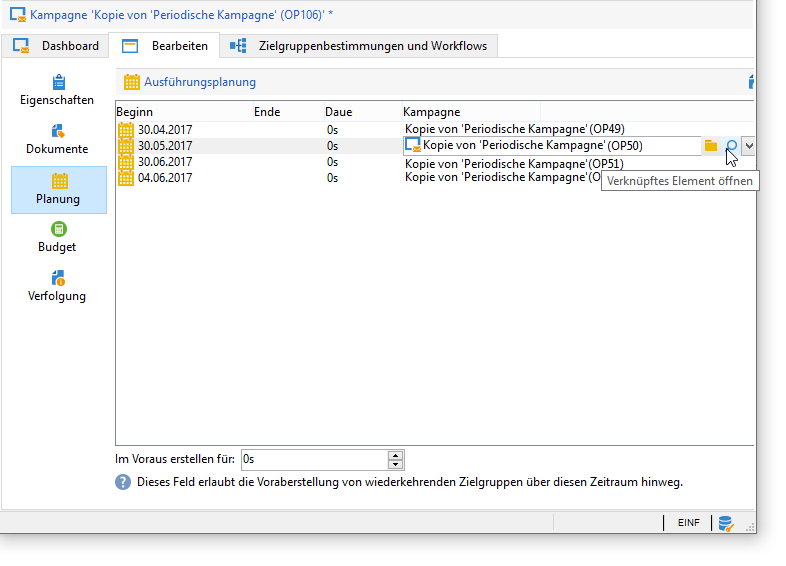 Kampagne 'Kopie von 'Periodische Kampagne' (OP106)' *
Dashboard Bearbeiten Zielgruppenbestimmungen und Workflows
Eigenschaften
Dokumente
Planung
Budget
Verfolgung
Ausführungsplanung
Beginn Ende Daue Kampagne
30.04.2017 0s Kopie von 'Periodische Kampagne' (OP49)
30.05.2017 0s Kopie von 'Periodische Kampagne' (OP50)
30.06.2017 0s Kopie von 'Periodische Kampagne' (OP51)
04.06.2017 0s Kopie von 'Periodische Kampagne' (O
Verknüpftes Element öffnen
Im Voraus erstellen für: 0s
Dieses Feld erlaubt die Voraberstellung von wiederkehrenden Zielgruppen über diesen Zeitraum hinweg.
EINF